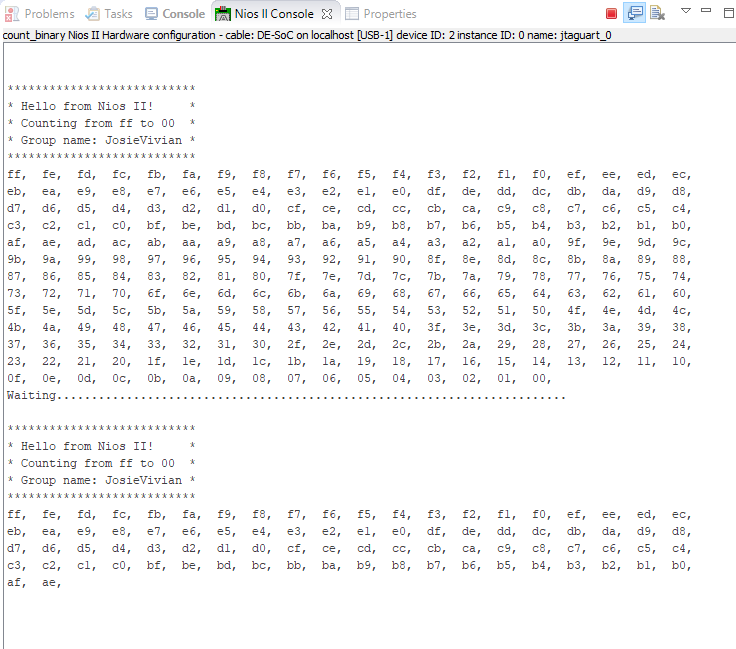 Problems Tasks Console Nios II Console Properties
count_binary Nios II Hardware configuration - cable: DE-SoC on localhost [USB-1] device ID: 2 instance ID: 0 name: jtaguart_0
***************************
* Hello from Nios II!     *
* Counting from ff to 00  *
* Group name: JosieVivian *
***************************
ff,  fe,  fd,  fc,  fb,  fa,  f9,  f8,  f7,  f6,  f5,  f4,  f3,  f2,  f1,  f0,  ef,  ee,  ed,  ec,
eb,  ea,  e9,  e8,  e7,  e6,  e5,  e4,  e3,  e2,  e1,  e0,  df,  de,  dd,  dc,  db,  da,  d9,  d8,
d7,  d6,  d5,  d4,  d3,  d2,  d1,  d0,  cf,  ce,  cd,  cc,  cb,  ca,  c9,  c8,  c7,  c6,  c5,  c4,
c3,  c2,  c1,  c0,  bf,  be,  bd,  bc,  bb,  ba,  b9,  b8,  b7,  b6,  b5,  b4,  b3,  b2,  b1,  b0,
af,  ae,  ad,  ac,  ab,  aa,  a9,  a8,  a7,  a6,  a5,  a4,  a3,  a2,  a1,  a0,  9f,  9e,  9d,  9c,
9b,  9a,  99,  98,  97,  96,  95,  94,  93,  92,  91,  90,  8f,  8e,  8d,  8c,  8b,  8a,  89,  88,
87,  86,  85,  84,  83,  82,  81,  80,  7f,  7e,  7d,  7c,  7b,  7a,  79,  78,  77,  76,  75,  74,
73,  72,  71,  70,  6f,  6e,  6d,  6c,  6b,  6a,  69,  68,  67,  66,  65,  64,  63,  62,  61,  60,
5f,  5e,  5d,  5c,  5b,  5a,  59,  58,  57,  56,  55,  54,  53,  52,  51,  50,  4f,  4e,  4d,  4c,
4b,  4a,  49,  48,  47,  46,  45,  44,  43,  42,  41,  40,  3f,  3e,  3d,  3c,  3b,  3a,  39,  38,
37,  36,  35,  34,  33,  32,  31,  30,  2f,  2e,  2d,  2c,  2b,  2a,  29,  28,  27,  26,  25,  24,
23,  22,  21,  20,  1f,  1e,  1d,  1c,  1b,  1a,  19,  18,  17,  16,  15,  14,  13,  12,  11,  10,
0f,  0e,  0d,  0c,  0b,  0a,  09,  08,  07,  06,  05,  04,  03,  02,  01,  00,
Waiting.........................................................................
***************************
* Hello from Nios II!     *
* Counting from ff to 00  *
* Group name: JosieVivian *
***************************
ff,  fe,  fd,  fc,  fb,  fa,  f9,  f8,  f7,  f6,  f5,  f4,  f3,  f2,  f1,  f0,  ef,  ee,  ed,  ec,
eb,  ea,  e9,  e8,  e7,  e6,  e5,  e4,  e3,  e2,  e1,  e0,  df,  de,  dd,  dc,  db,  da,  d9,  d8,
d7,  d6,  d5,  d4,  d3,  d2,  d1,  d0,  cf,  ce,  cd,  cc,  cb,  ca,  c9,  c8,  c7,  c6,  c5,  c4,
c3,  c2,  c1,  c0,  bf,  be,  bd,  bc,  bb,  ba,  b9,  b8,  b7,  b6,  b5,  b4,  b3,  b2,  b1,  b0,
af,  ae,